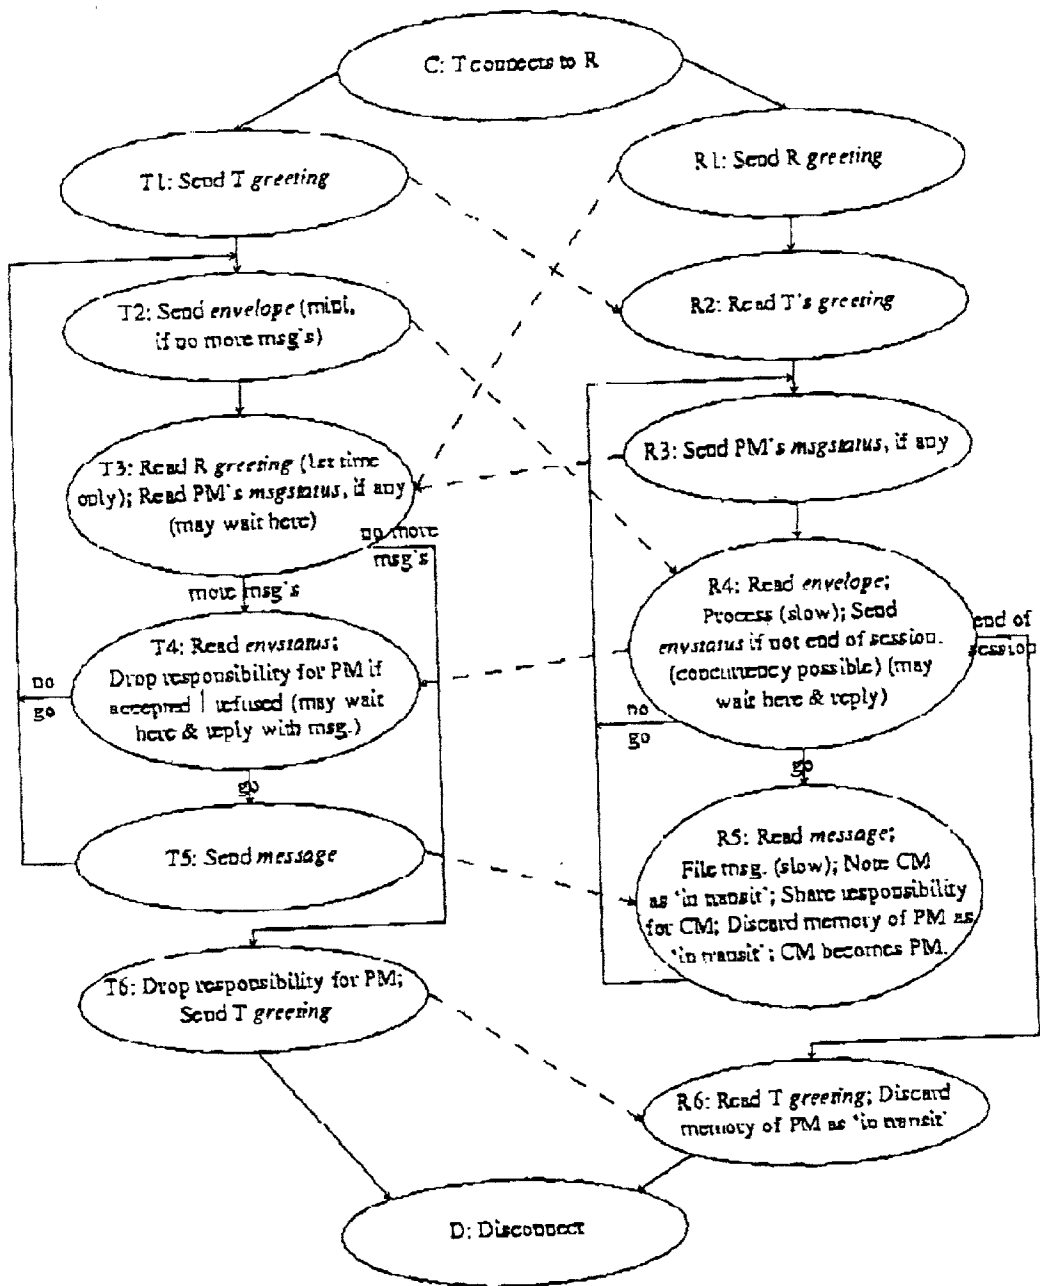 C: T connects to R
T1: Send T greeting
R1: Send R greeting
T2: Send envelope (mini,
if no more msg's)
R2: Read T's greeting
T3: Read R greeting (1st time
only); Read PM's msgstatus, if any
(may wait here)
R3: Send PM's msgstatus, if any
no more
msg's
more msg's
R4: Read envelope;
Process (slow); Send
envstatus if not end of session.
(concurrency possible) (may
wait here & reply)
end of
session
T4: Read envstatus;
Drop responsibility for PM if
accepted | refused (may wait
here & reply with msg.)
no
go
no
go
go
go
T5: Send message
R5: Read message;
File msg. (slow); Note CM
as 'in transit'; Share responsibility
for CM; Discard memory of PM as
'in transit'; CM becomes PM.
T6: Drop responsibility for PM;
Send T greeting
R6: Read T greeting; Discard
memory of PM as 'in transit'
D: Disconnect